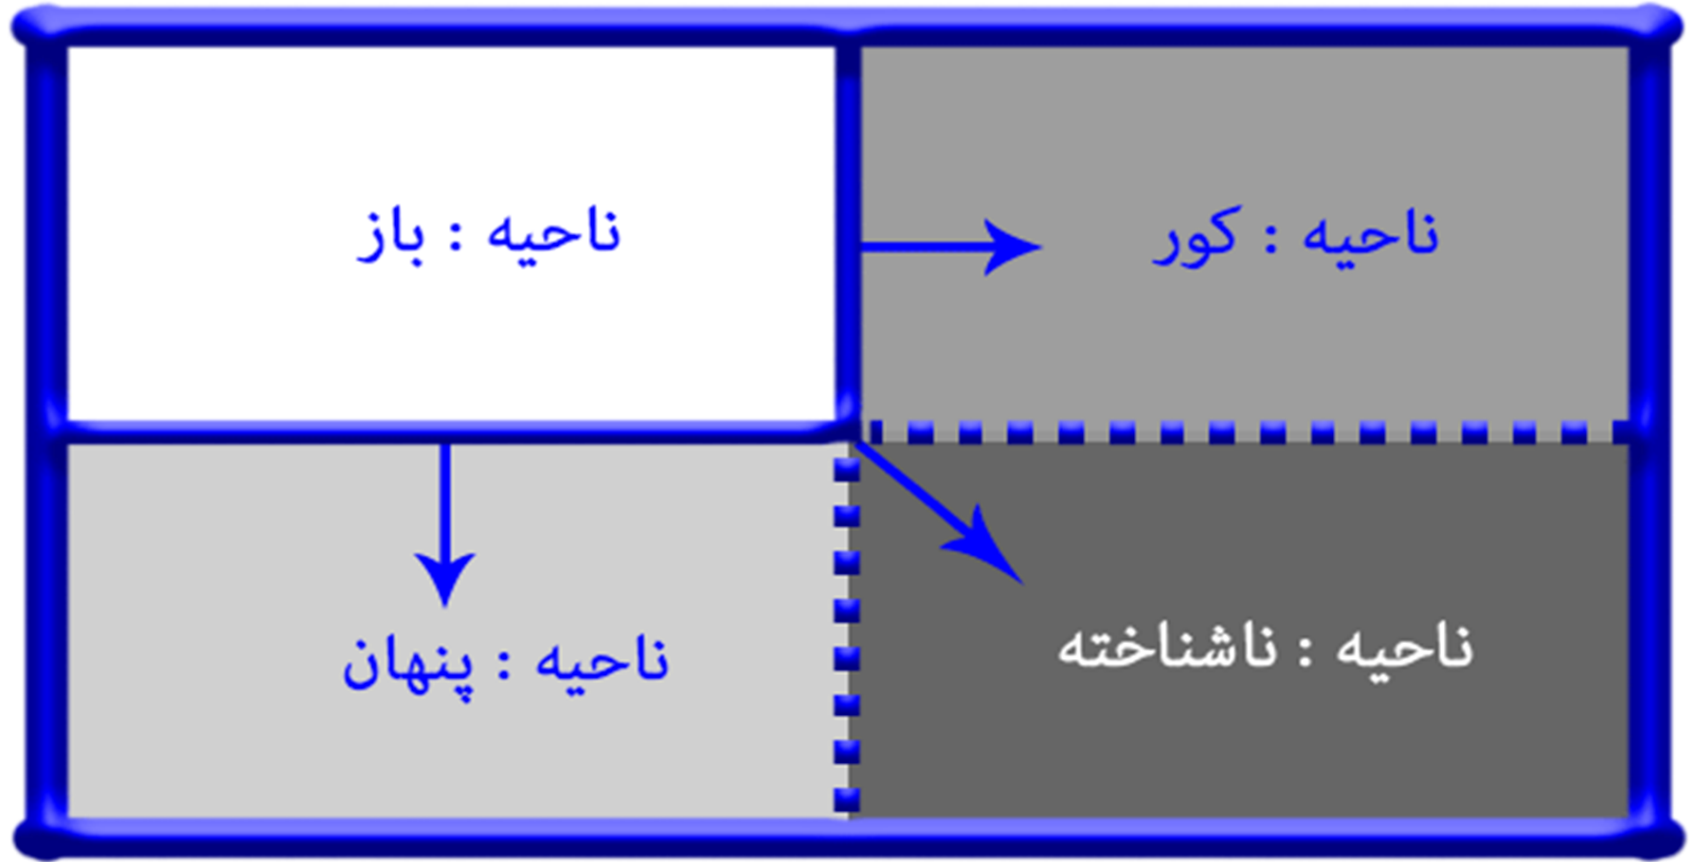 ناحیه : کور
ناحیه : باز
ناحیه : ناشناخته
ناحیه : پنهان